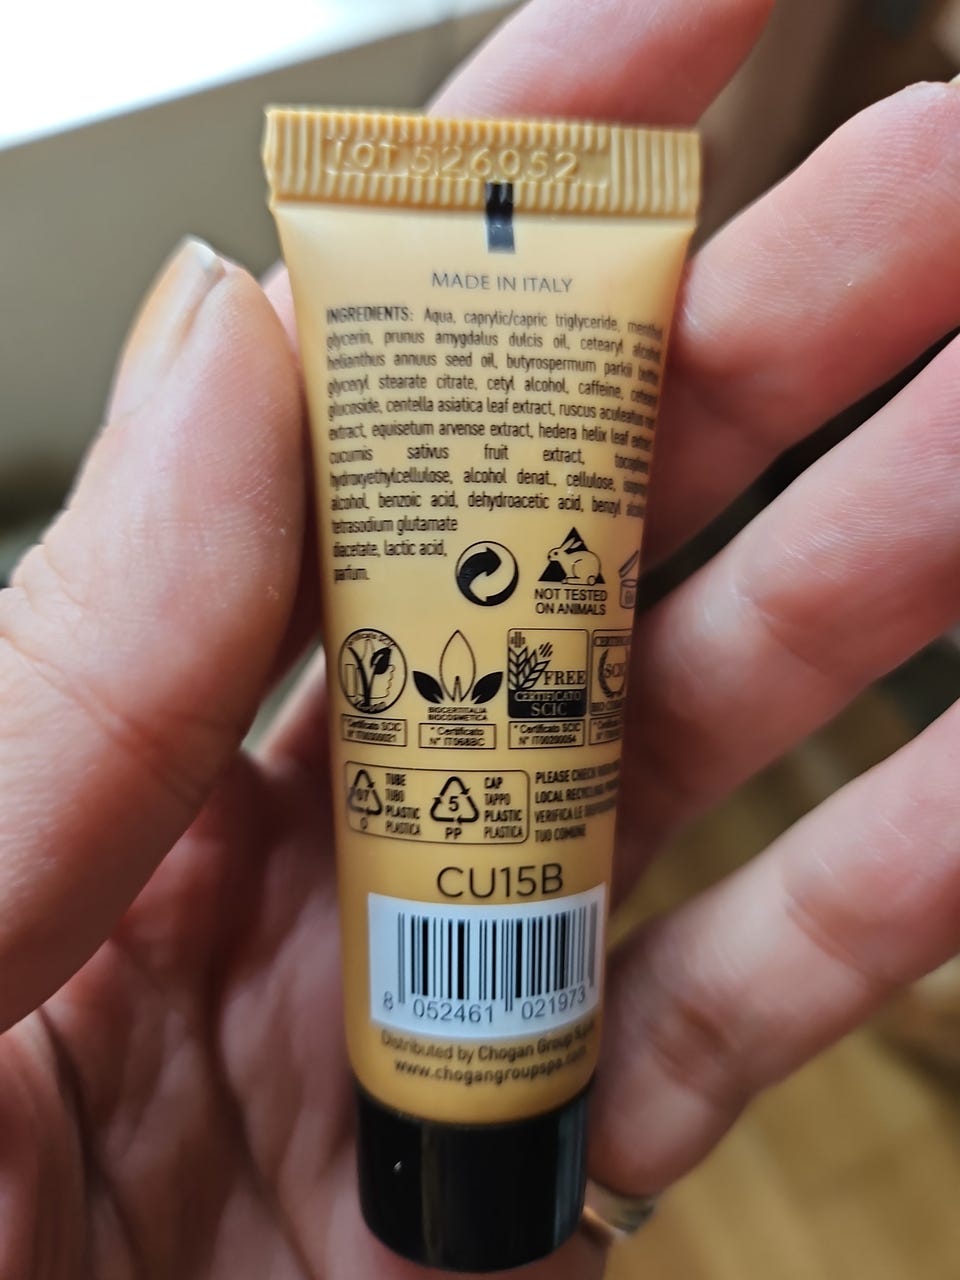 LOT 526052
MADE IN ITALY
INGREDIENTS: Aqua, caprylic/capric triglyceride,
glycerin, prunus amygdalus dulcis oil, cetearyl alcohol
helianthus annuus seed oil, butyrospermum parkii butter
glyceryl stearate citrate, cetyl alcohol, caffeine,
glucoside, centella asiatica leaf extract, ruscus aculeatus
extract, equisetum arvense extract, hedera helix leaf extract
cucumis sativus fruit extract,
hydroxyethylcellulose, alcohol denat., cellulose,
alcohol, benzoic acid, dehydroacetic acid, benzyl
tetrasodium glutamate
diacetate, lactic acid,
parfum.
NOT TESTED
ON ANIMALS
FREE
CERTIFICATO
SCIC
BIOCERTITALIA
BIOCOSMETICA
* Certificato SCIC
* Certificato
N° IT068BC
* Certificato SCIC
07
O
TUBE
TUBO
PLASTIC
PLASTICA
5
PP
CAP
TAPPO
PLASTIC
PLASTICA
PLEASE CHECK
LOCAL RECYCLING
VERIFICA LE
TUO COMUNE
CU15B
8 052461 021973
Distributed by Chogan Group
www.chogangroupspa.com